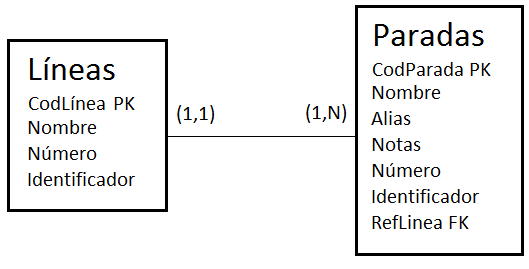 Líneas
CodLínea PK
Nombre
Número
Identificador
(1,1)
(1,N)
Paradas
CodParada PK
Nombre
Alias
Notas
Número
Identificador
RefLinea FK